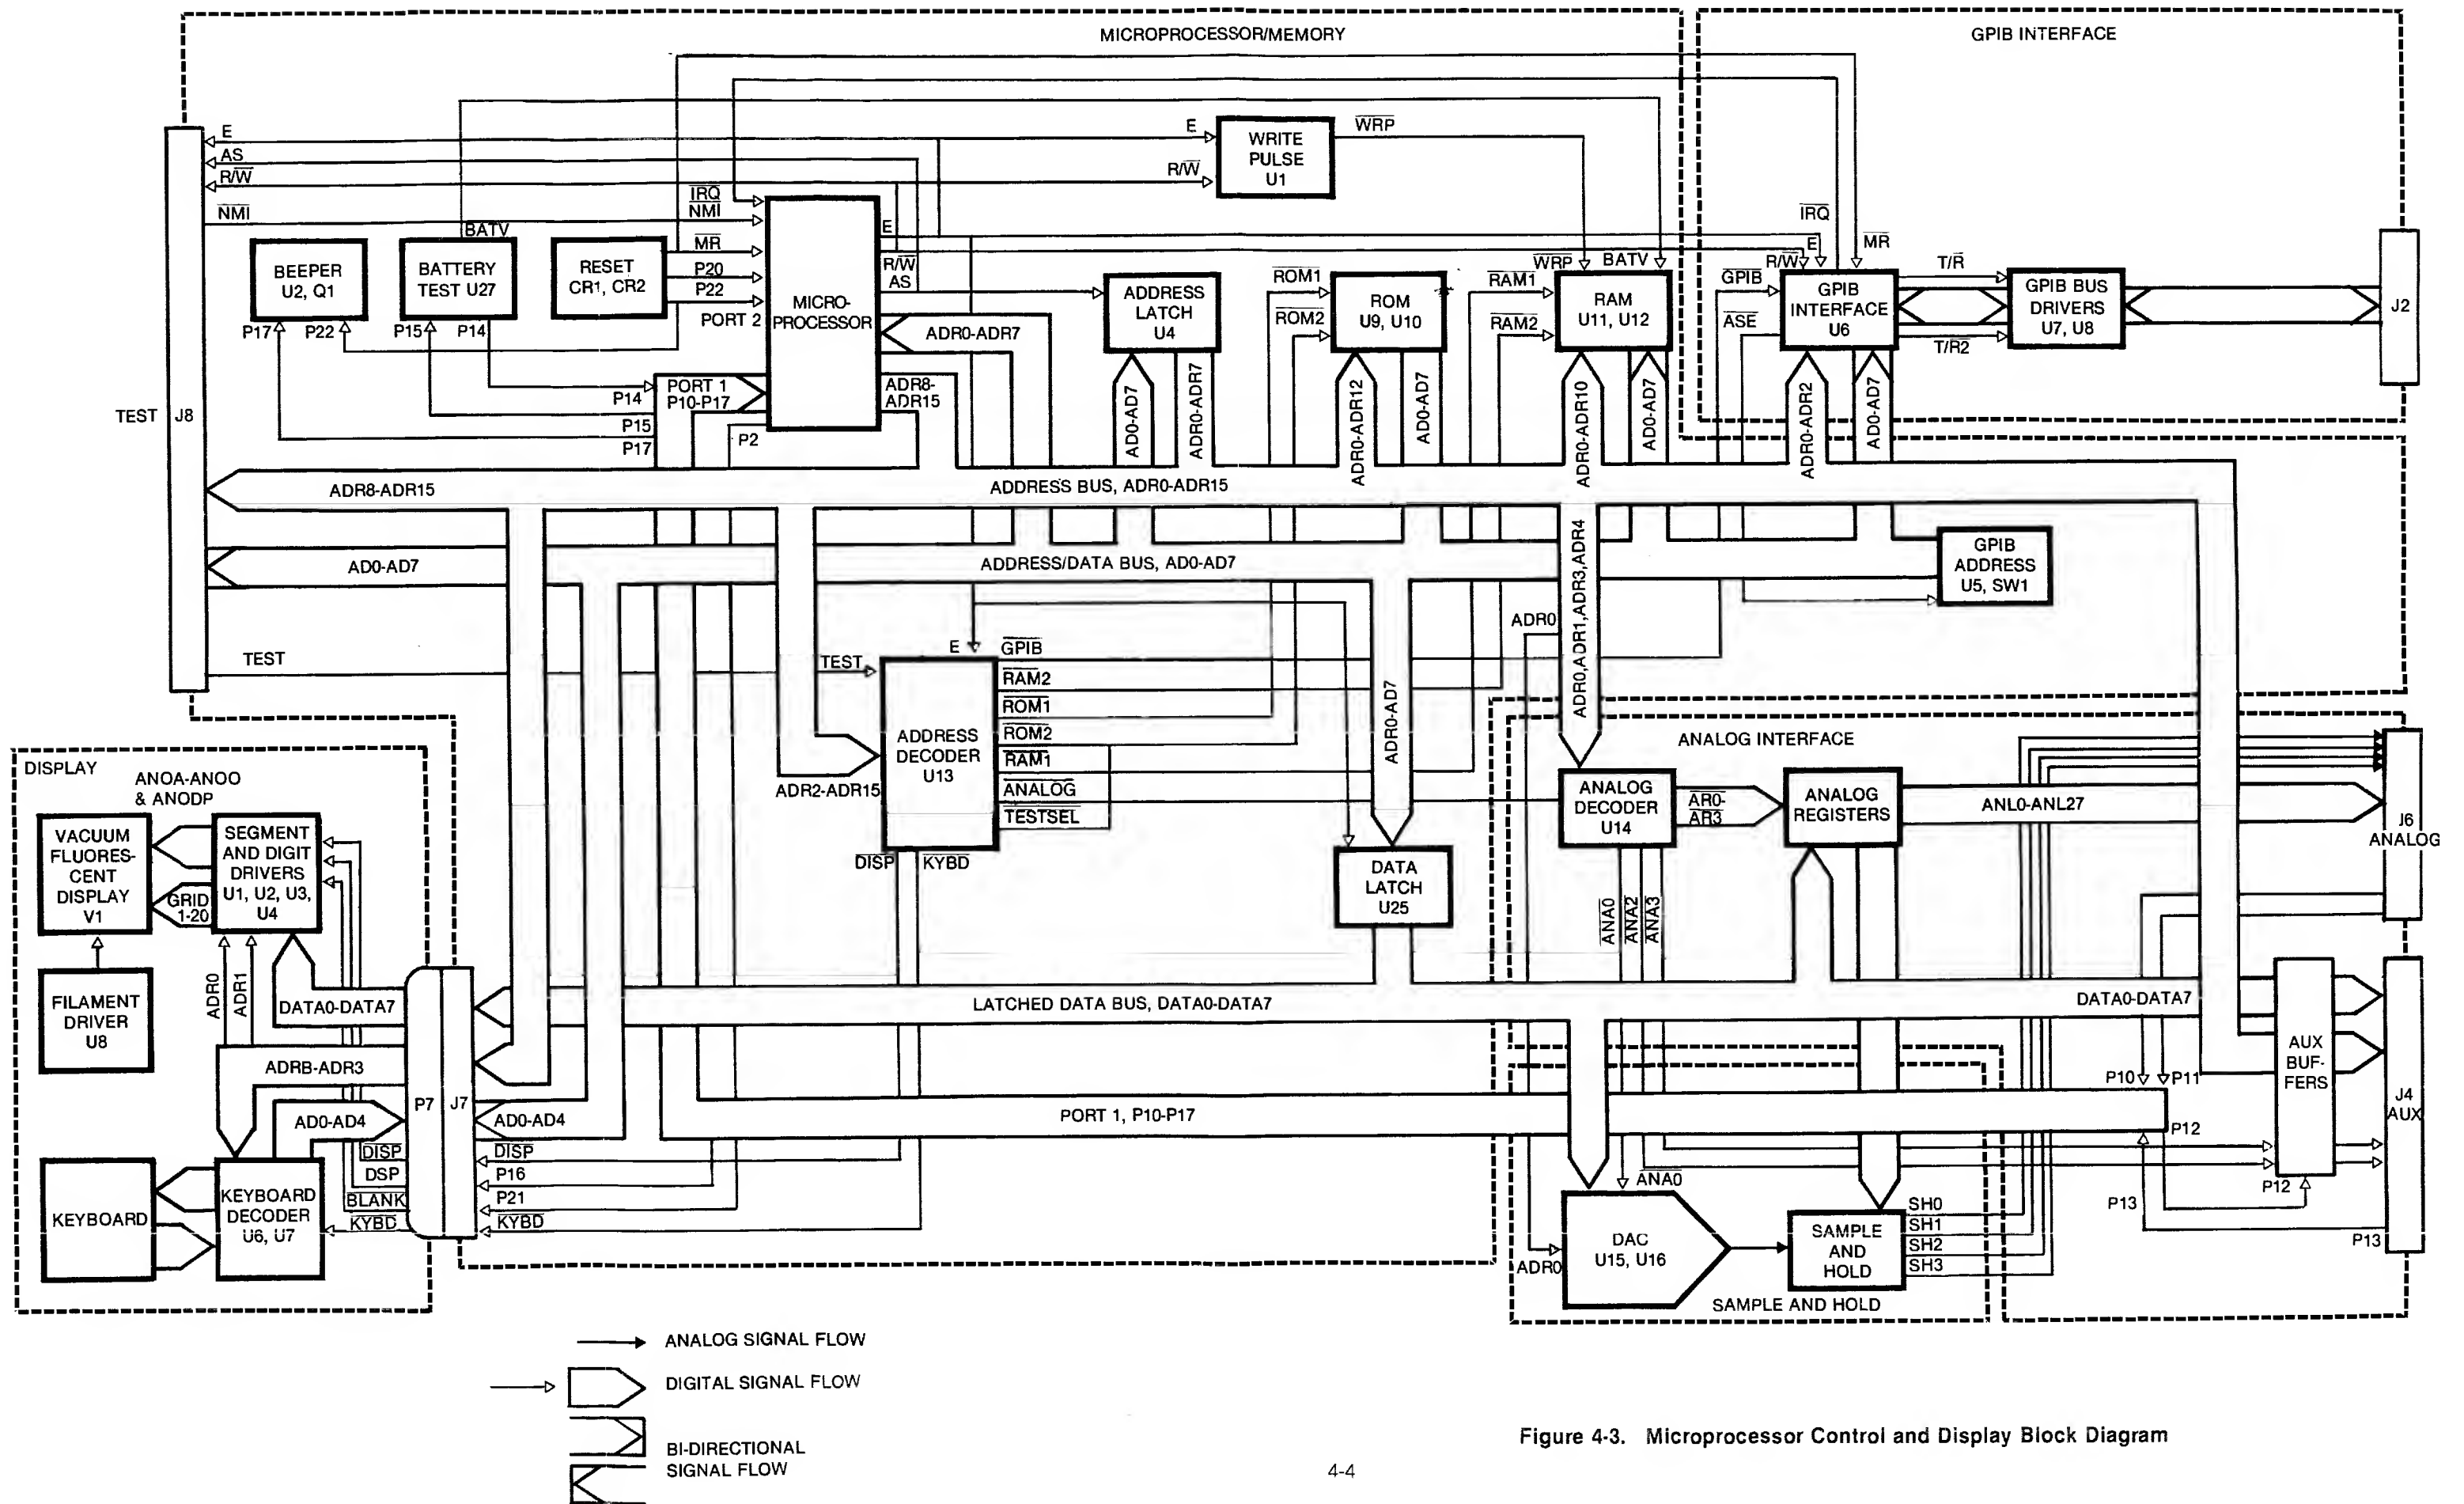 MICROPROCESSOR/MEMORY
GPIB INTERFACE
E
AS
R/W
NMI
TEST
J8
E
R/W
WRITE
PULSE
U1
WRP
IRQ
NMI
MR
P20
P22
PORT 2
BEEPER
U2, Q1
P17
P22
BATV
BATTERY
TEST U27
P15
P14
RESET
CR1, CR2
MICRO-
PROCESSOR
E
R/W
AS
ADR0-ADR7
ADR8-
ADR15
PORT 1
P10-P17
P14
P15
P17
P2
ADDRESS
LATCH
U4
AD0-AD7
ADR0-ADR7
ROM1
ROM2
ROM
U9, U10
ADR0-ADR12
AD0-AD7
WRP
BATV
RAM1
RAM2
RAM
U11, U12
ADR0-ADR10
AD0-AD7
IRQ
E
MR
R/W
GPIB
ASE
GPIB
INTERFACE
U6
ADR0-ADR2
AD0-AD7
T/R
T/R2
GPIB BUS
DRIVERS
U7, U8
J2
ADR8-ADR15
ADDRESS BUS, ADR0-ADR15
AD0-AD7
ADDRESS/DATA BUS, AD0-AD7
GPIB
ADDRESS
U5, SW1
ADR0
ADR0,ADR1,ADR3,ADR4
TEST
TEST
E
ADDRESS
DECODER
U13
ADR2-ADR15
GPIB
RAM2
ROM1
ROM2
RAM1
ANALOG
TESTSEL
DISP
KYBD
ADR0-AD7
DATA
LATCH
U25
ANALOG INTERFACE
ANALOG
DECODER
U14
AR0-
AR3
ANALOG
REGISTERS
ANL0-ANL27
ANA0
ANA2
ANA3
J6
ANALOG
DISPLAY
ANOA-ANOO
& ANODP
VACUUM
FLUORES-
CENT
DISPLAY
V1
SEGMENT
AND DIGIT
DRIVERS
U1, U2, U3,
U4
GRID
1-20
FILAMENT
DRIVER
U8
ADR0
ADR1
DATA0-DATA7
ADRB-ADR3
AD0-AD4
DISP
DSP
BLANK
KYBD
KEYBOARD
KEYBOARD
DECODER
U6, U7
P7
J7
LATCHED DATA BUS, DATA0-DATA7
DATA0-DATA7
AD0-AD4
DISP
P16
P21
KYBD
PORT 1, P10-P17
P10
P11
P12
P13
P12
P13
AUX
BUF-
FERS
J4
AUX
ANA0
ADR0
DAC
U15, U16
SAMPLE
AND
HOLD
SH0
SH1
SH2
SH3
SAMPLE AND HOLD
ANALOG SIGNAL FLOW
DIGITAL SIGNAL FLOW
BI-DIRECTIONAL
SIGNAL FLOW
Figure 4-3. Microprocessor Control and Display Block Diagram
4-4